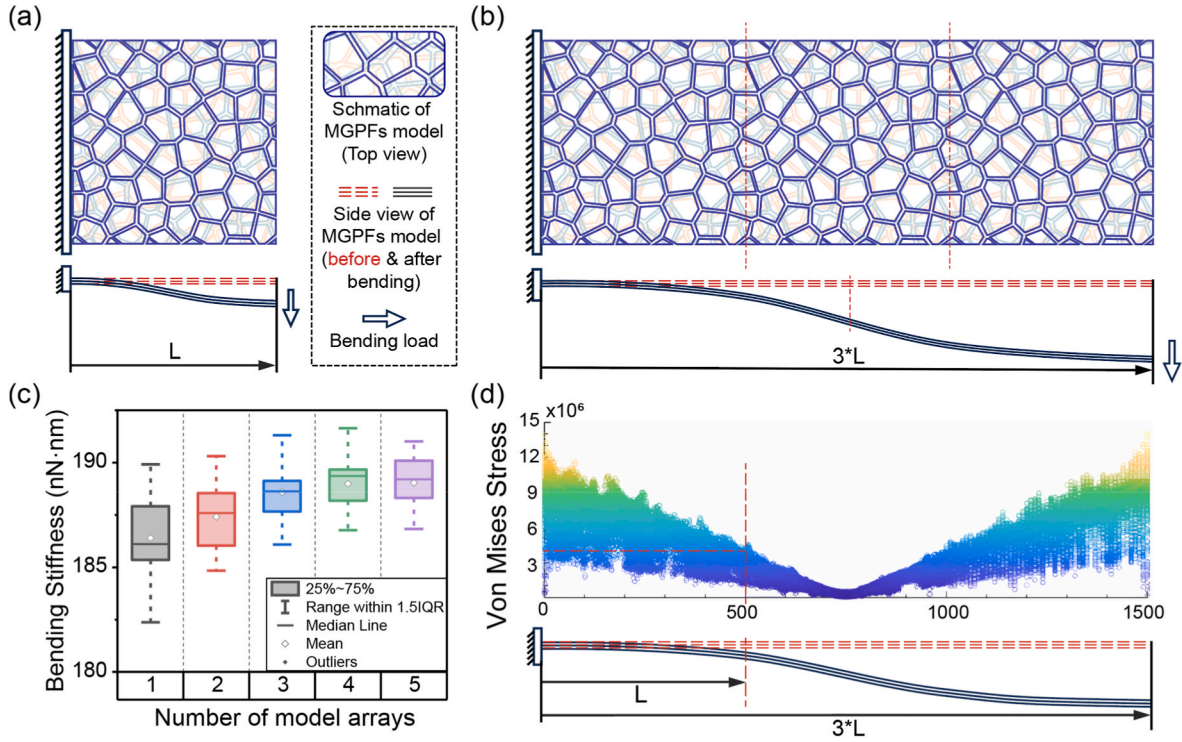 (a)
Schmatic of
MGPFs model
(Top view)
Side view of
MGPFs model
(before & after
bending)
Bending load
L
(b)
3*L
(c)
Bending Stiffness (nN·nm)
190
185
180
25%~75%
Range within 1.5IQR
Median Line
Mean
Outliers
1 2 3 4 5
Number of model arrays
(d)
Von Mises Stress
x10⁶
15
12
9
6
3
0 500 1000 1500
L
3*L